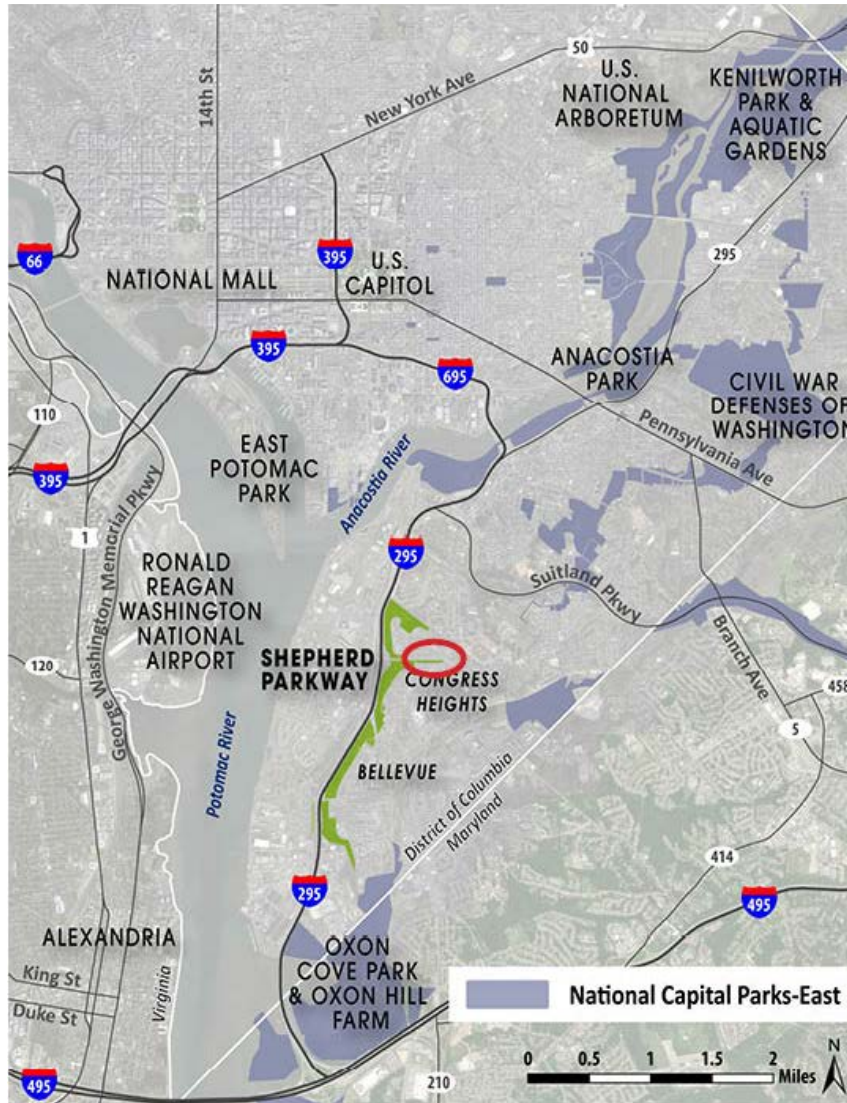 50
U.S.
NATIONAL
ARBORETUM
KENILWORTH
PARK &
AQUATIC
GARDENS
14th St
New York Ave
66
395
295
NATIONAL MALL
U.S.
CAPITOL
395
695
ANACOSTIA
PARK
CIVIL WAR
DEFENSES OF
WASHINGTON
110
395
EAST
POTOMAC
PARK
Anacostia River
Pennsylvania Ave
1
George Washington Memorial Pkwy
RONALD
REAGAN
WASHINGTON
NATIONAL
AIRPORT
295
Suitland Pkwy
120
SHEPHERD
PARKWAY
CONGRESS
HEIGHTS
Branch Ave
458
5
Potomac River
BELLEVUE
District of Columbia
Maryland
414
295
495
ALEXANDRIA
King St
Duke St
Virginia
OXON
COVE PARK
& OXON HILL
FARM
National Capital Parks-East
495
210
N
0 0.5 1 1.5 2
Miles